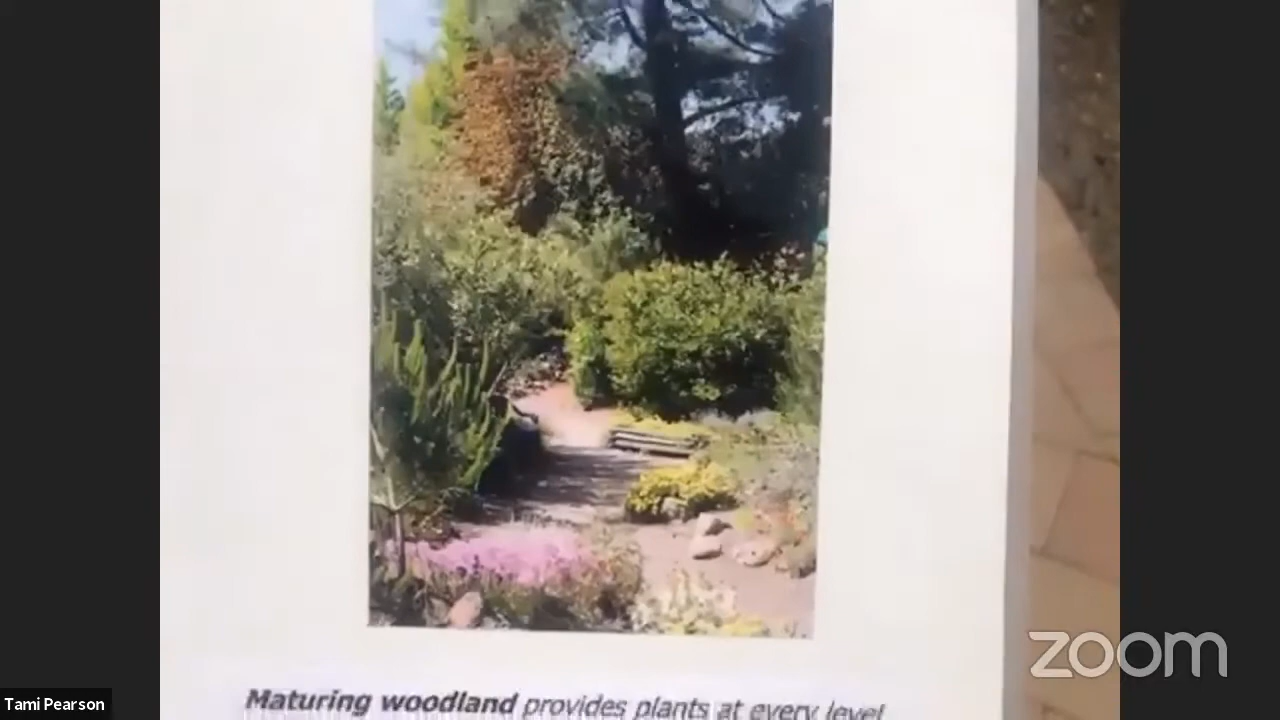 Maturing woodland provides plants at every level
Tami Pearson
zoom